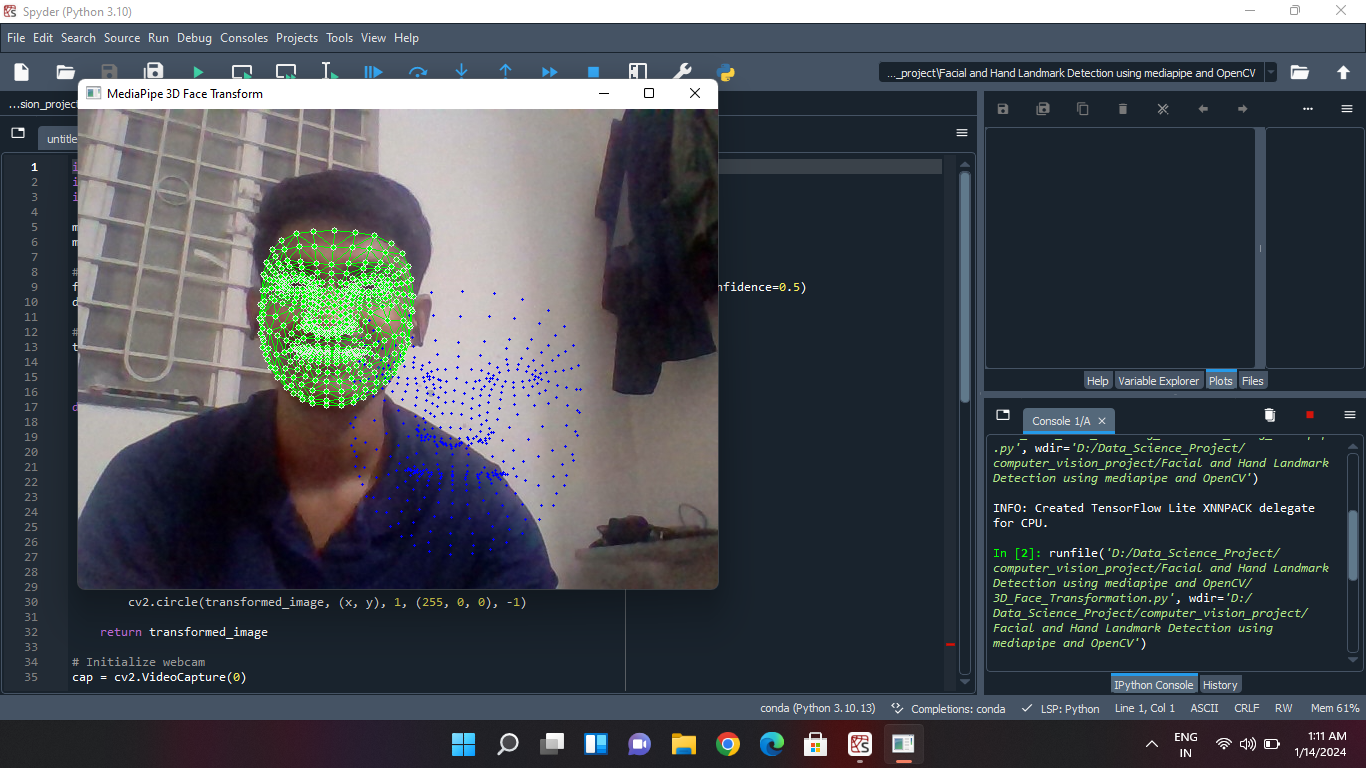 Spyder (Python 3.10)
File Edit Search Source Run Debug Consoles Projects Tools View Help
..._project\Facial and Hand Landmark Detection using mediapipe and OpenCV
MediaPipe 3D Face Transform
...sion_project
untitle
1
2
3
4
5
6
7
8 #
9 f nfidence=0.5)
10 d
11
12 #
13 t
14
15
16
17 d
18
19
20
21
22
23
24
25
26
27
28
29
30 cv2.circle(transformed_image, (x, y), 1, (255, 0, 0), -1)
31
32 return transformed_image
33
34 # Initialize webcam
35 cap = cv2.VideoCapture(0)
Help Variable Explorer Plots Files
Console 1/A
.py', wdir='D:/Data_Science_Project/
computer_vision_project/Facial and Hand Landmark
Detection using mediapipe and OpenCV')
INFO: Created TensorFlow Lite XNNPACK delegate
for CPU.
In [2]: runfile('D:/Data_Science_Project/
computer_vision_project/Facial and Hand Landmark
Detection using mediapipe and OpenCV/
3D_Face_Transformation.py', wdir='D:/
Data_Science_Project/computer_vision_project/
Facial and Hand Landmark Detection using
mediapipe and OpenCV')
IPython Console History
conda (Python 3.10.13) Completions: conda LSP: Python Line 1, Col 1 ASCII CRLF RW Mem 61%
ENG
IN
1:11 AM
1/14/2024